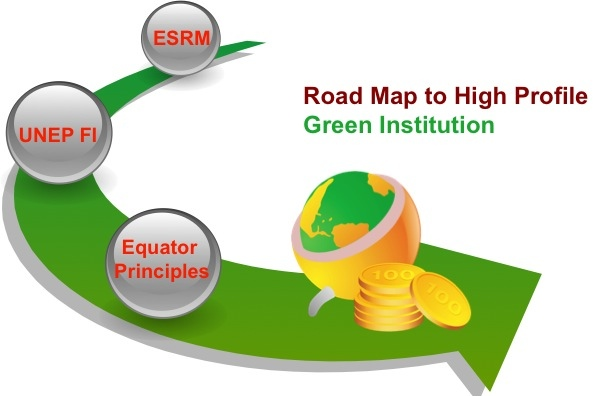 ESRM
Road Map to High Profile
Green Institution
UNEP FI
Equator
Principles
100
100